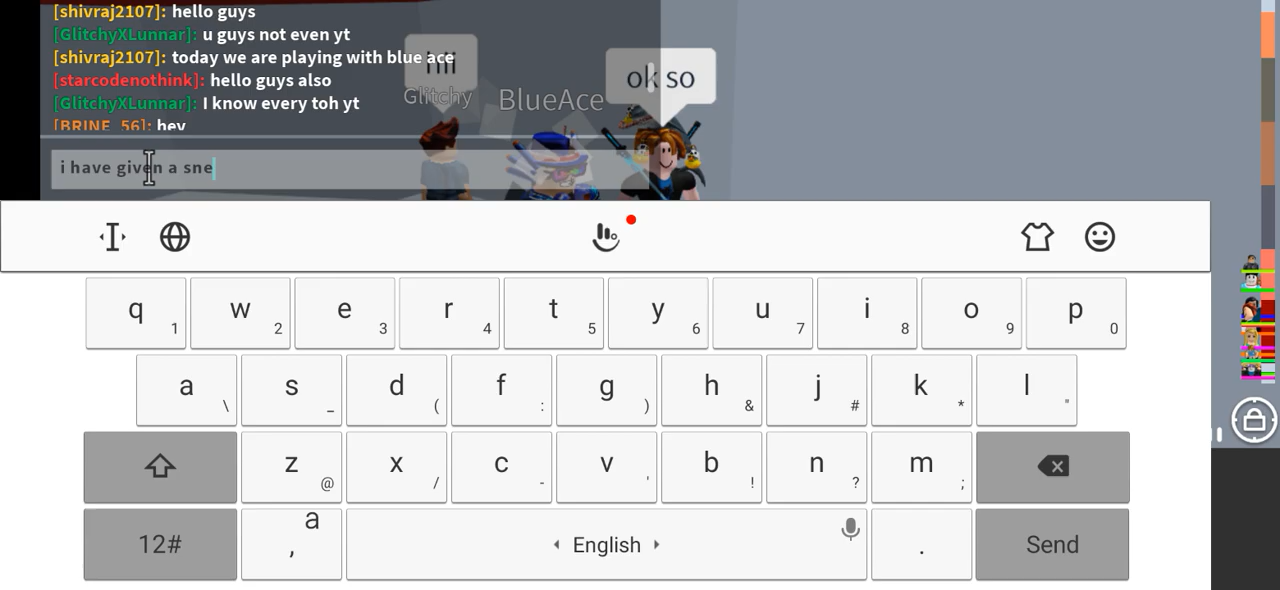 [shivraj2107]: hello guys
[GlitchyXLunnar]: u guys not even yt
[shivraj2107]: today we are playing with blue ace
[starcodenothink]: hello guys also
[GlitchyXLunnar]: I know every toh yt
[BRINE_56]: hey
hii
ok so
Glitchy
BlueAce
i have given a sne
q 1 w 2 e 3 r 4 t 5 y 6 u 7 i 8 o 9 p 0
a \ s _ d ( f : g ) h & j # k * l "
z @ x / c - v ' b ! n ? m ;
12# a , English . Send